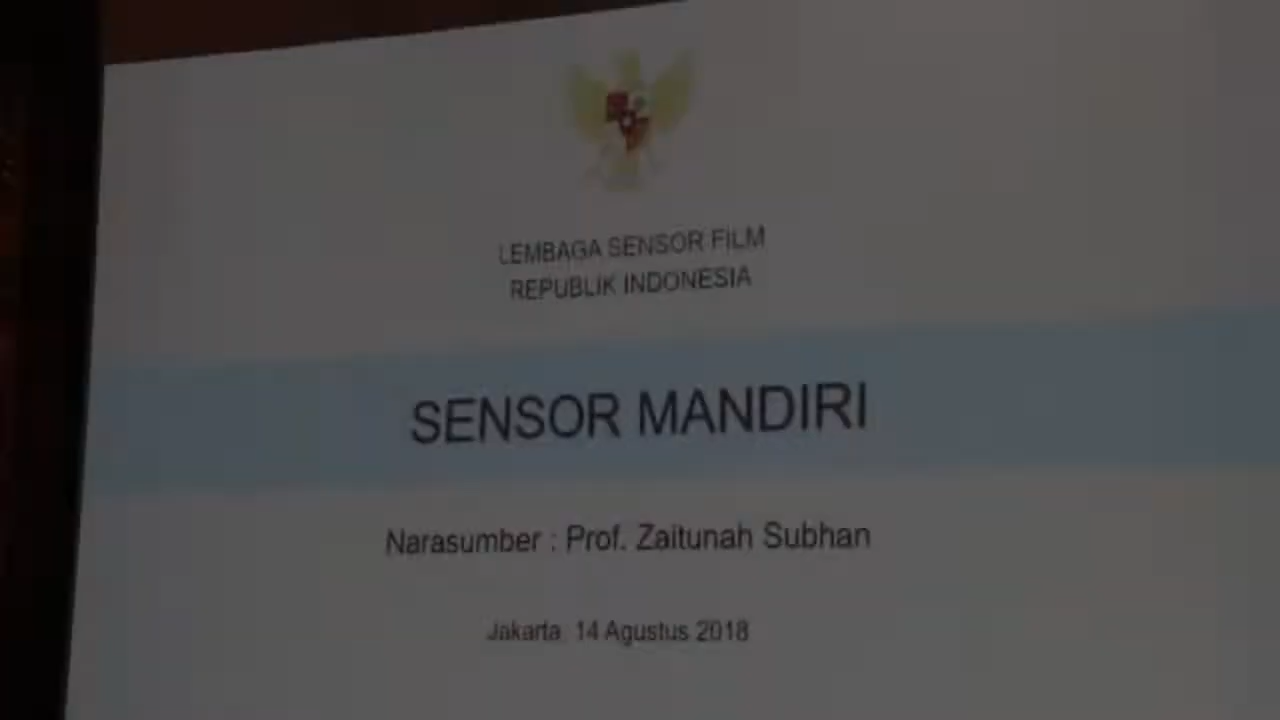 LEMBAGA SENSOR FILM
REPUBLIK INDONESIA
SENSOR MANDIRI
Narasumber : Prof. Zaitunah Subhan
Jakarta, 14 Agustus 2018